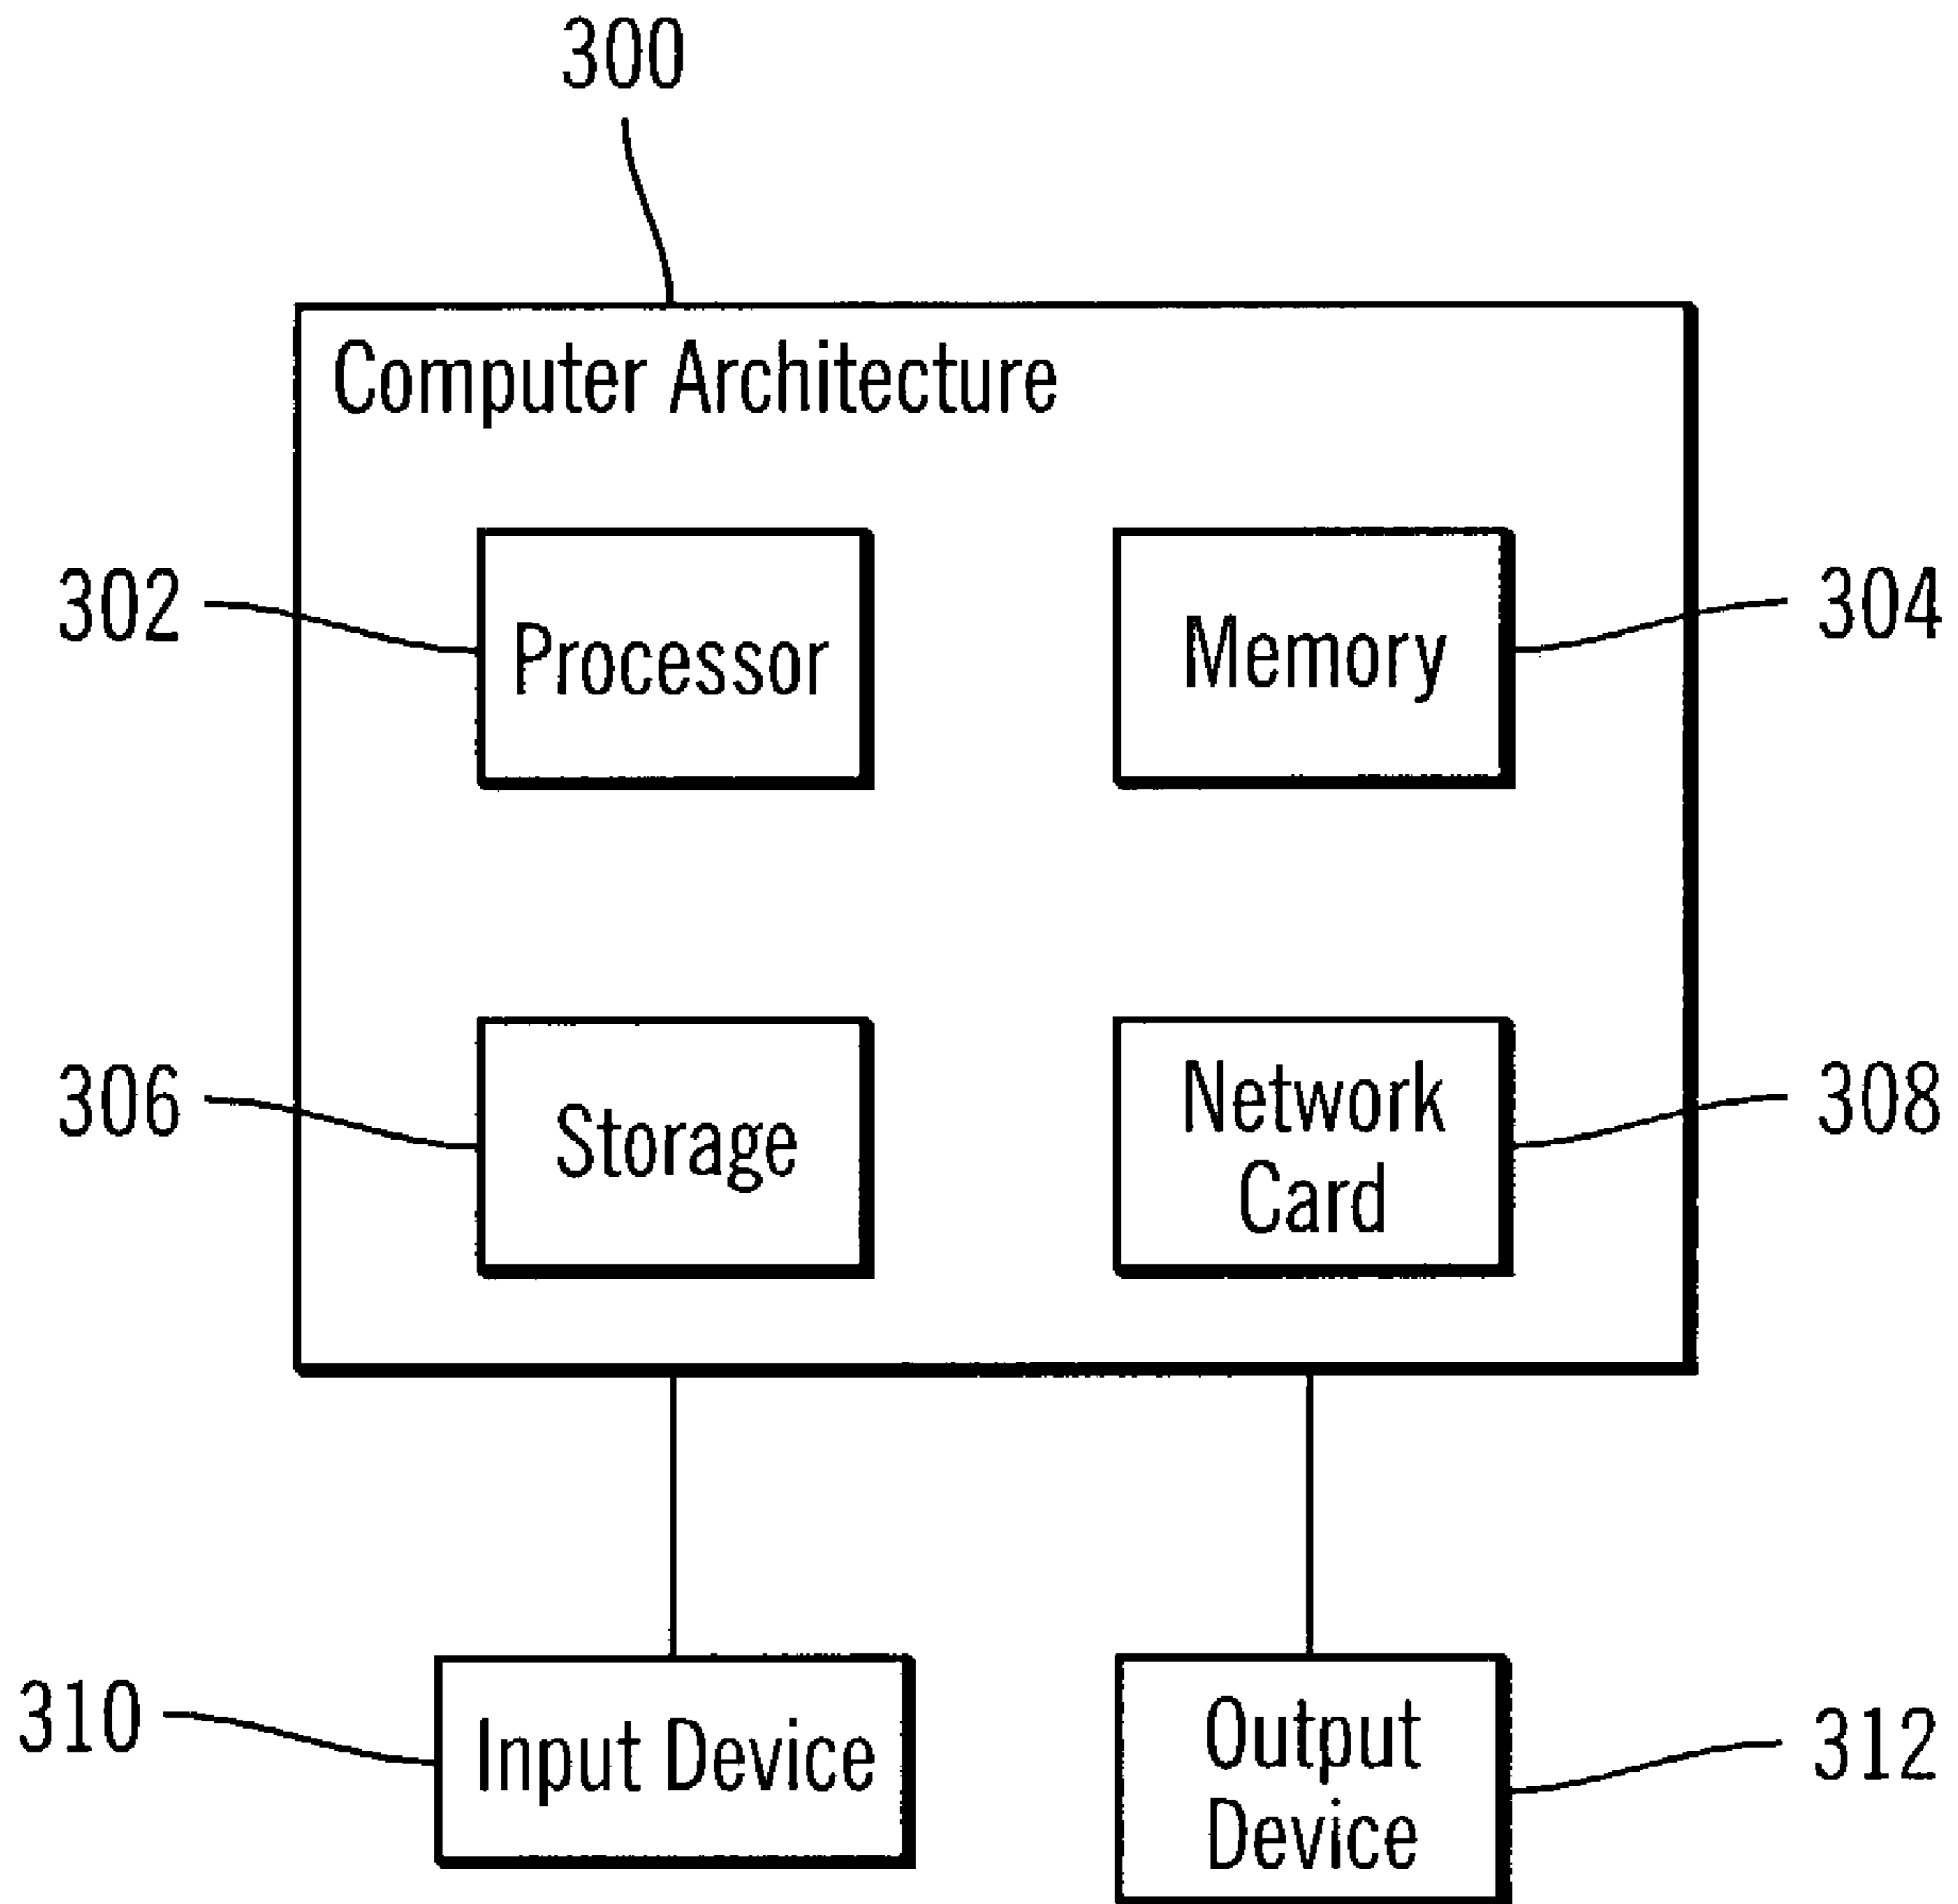 300
Computer Architecture
302
Processor
Memory
304
306
Storage
Network
Card
308
310
Input Device
Output
Device
312